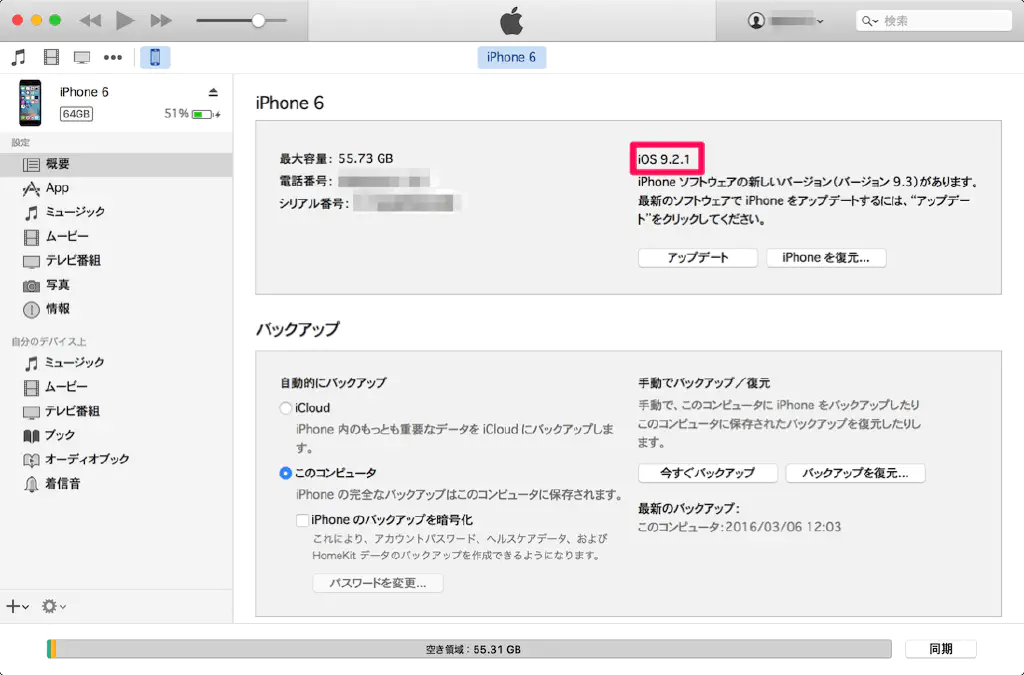 検索
iPhone 6
iPhone 6
64GB
51%
設定
概要
App
ミュージック
ムービー
テレビ番組
写真
情報
自分のデバイス上
ミュージック
ムービー
テレビ番組
ブック
オーディオブック
着信音
iPhone 6
最大容量: 55.73 GB
電話番号:
シリアル番号:
iOS 9.2.1
iPhone ソフトウェアの新しいバージョン(バージョン 9.3)があります。
最新のソフトウェアで iPhone をアップデートするには、“アップデー
ト”をクリックしてください。
アップデート
iPhone を復元...
バックアップ
自動的にバックアップ
iCloud
iPhone 内のもっとも重要なデータを iCloud にバックアップしま
す。
このコンピュータ
iPhone の完全なバックアップはこのコンピュータに保存されます。
iPhone のバックアップを暗号化
これにより、アカウントパスワード、ヘルスケアデータ、および
HomeKit データのバックアップを作成できるようになります。
パスワードを変更...
手動でバックアップ／復元
手動で、このコンピュータに iPhone をバックアップしたり
このコンピュータに保存されたバックアップを復元したりし
ます。
今すぐバックアップ
バックアップを復元...
最新のバックアップ:
このコンピュータ: 2016/03/06 12:03
空き領域: 55.31 GB
同期